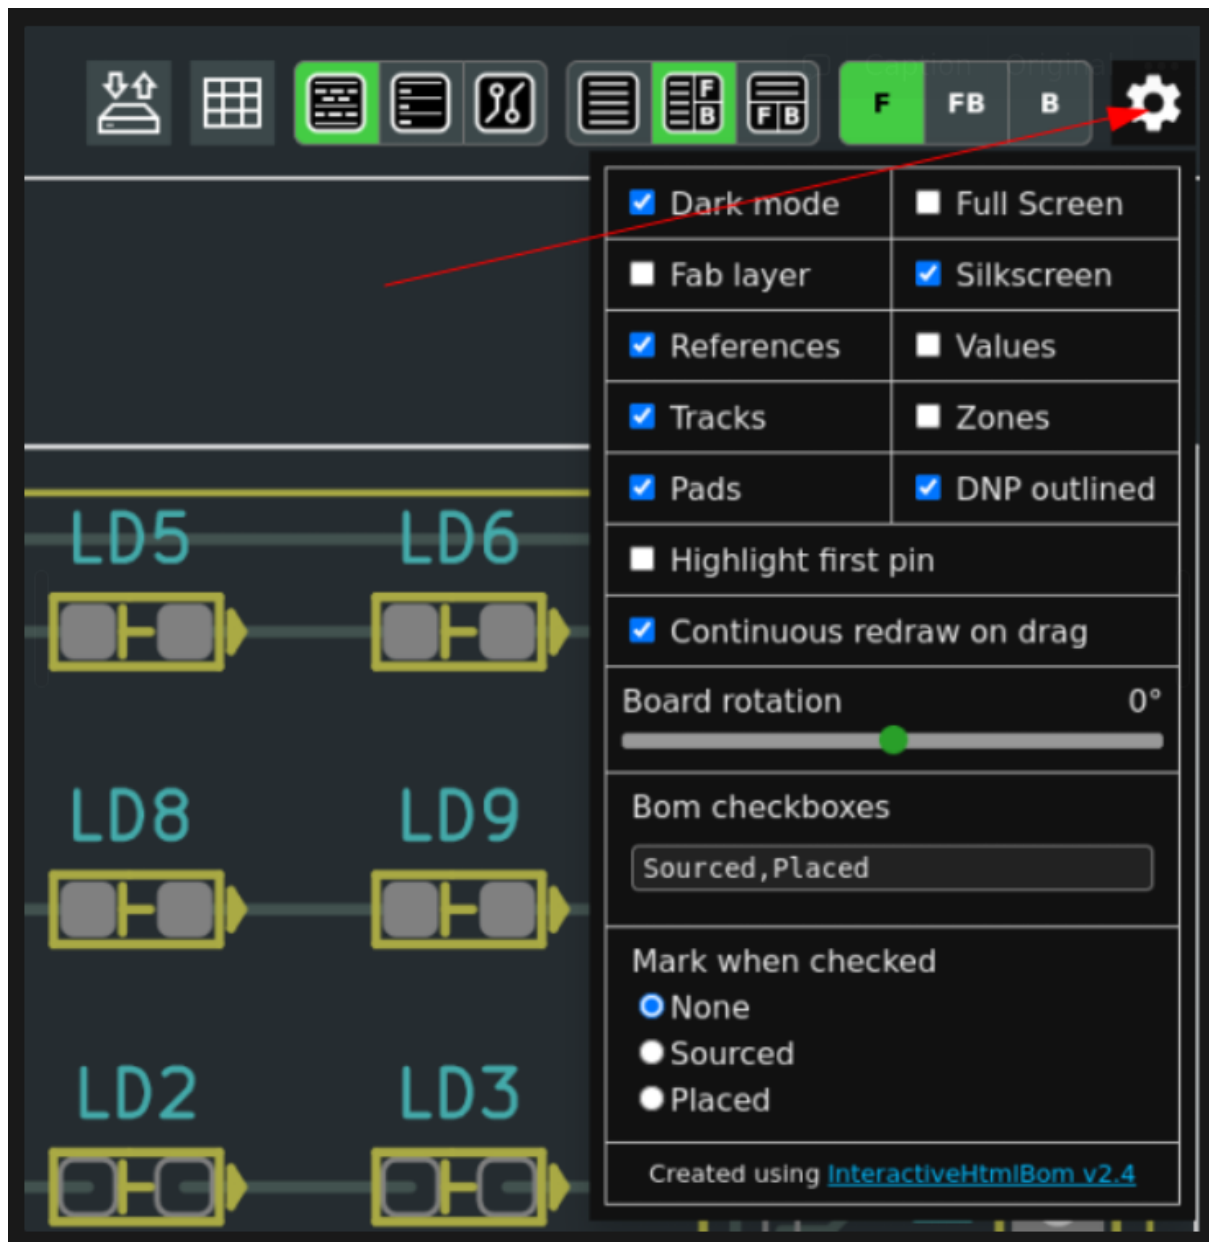 F
B
F B
F FB B
Dark mode Full Screen
Fab layer Silkscreen
References Values
Tracks Zones
Pads DNP outlined
Highlight first pin
Continuous redraw on drag
Board rotation 0°
Bom checkboxes
Sourced,Placed
Mark when checked
None
Sourced
Placed
Created using InteractiveHtmlBom v2.4
LD5 LD6
LD8 LD9
LD2 LD3